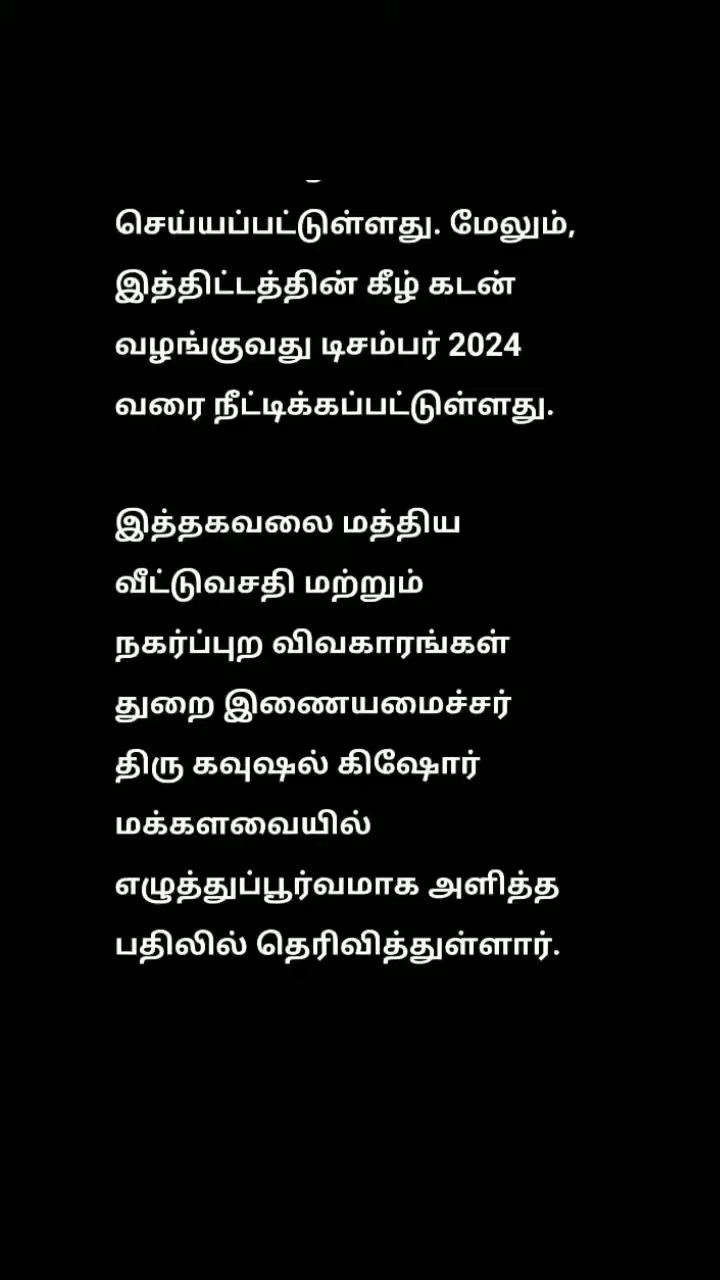 செய்யப்பட்டுள்ளது. மேலும்,
இத்திட்டத்தின் கீழ் கடன்
வழங்குவது டிசம்பர் 2024
வரை நீட்டிக்கப்பட்டுள்ளது.
இத்தகவலை மத்திய
வீட்டுவசதி மற்றும்
நகர்ப்புற விவகாரங்கள்
துறை இணையமைச்சர்
திரு கவுஷல் கிஷோர்
மக்களவையில்
எழுத்துப்பூர்வமாக அளித்த
பதிலில் தெரிவித்துள்ளார்.